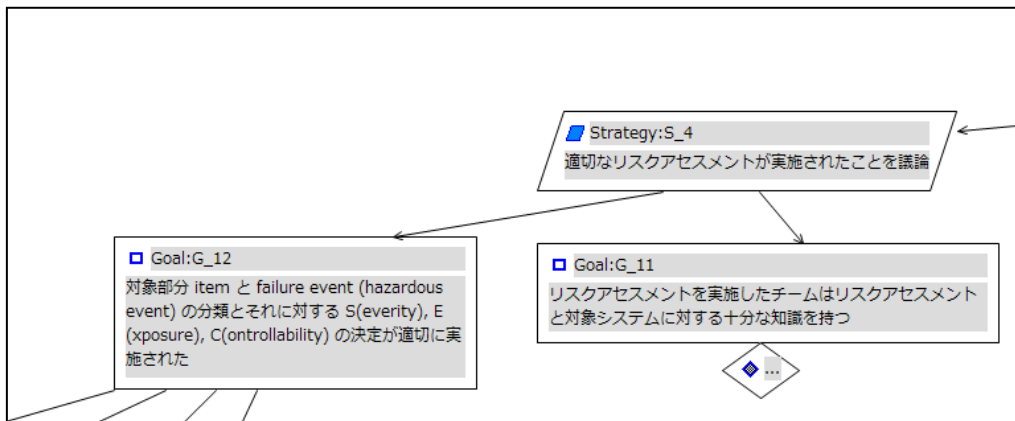 Strategy:S_4
適切なリスクアセスメントが実施されたことを議論
Goal:G_12
対象部分 item と failure event (hazardous
event) の分類とそれに対する S(everity), E
(xposure), C(ontrollability) の決定が適切に実
施された
Goal:G_11
リスクアセスメントを実施したチームはリスクアセスメント
と対象システムに対する十分な知識を持つ
...